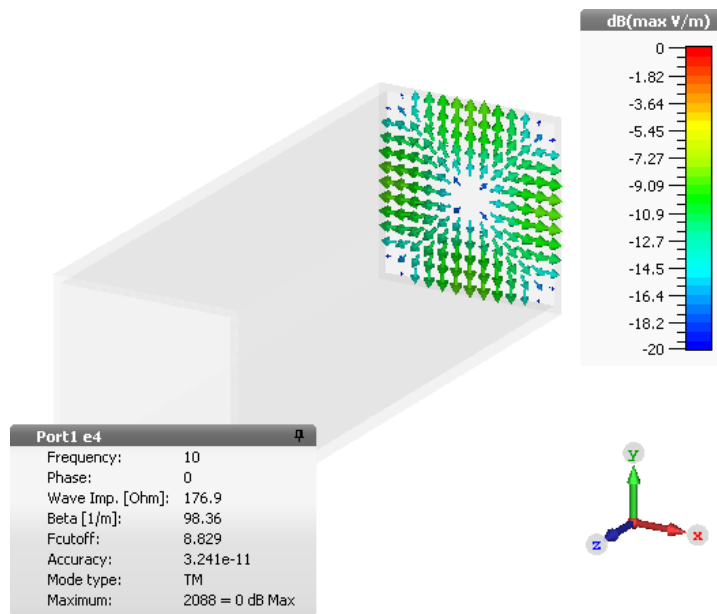 dB(max V/m)
0
-1.82
-3.64
-5.45
-7.27
-9.09
-10.9
-12.7
-14.5
-16.4
-18.2
-20
Port1 e4
Frequency: 10
Phase: 0
Wave Imp. [Ohm]: 176.9
Beta [1/m]: 98.36
Fcutoff: 8.829
Accuracy: 3.241e-11
Mode type: TM
Maximum: 2088 = 0 dB Max
y
z
x